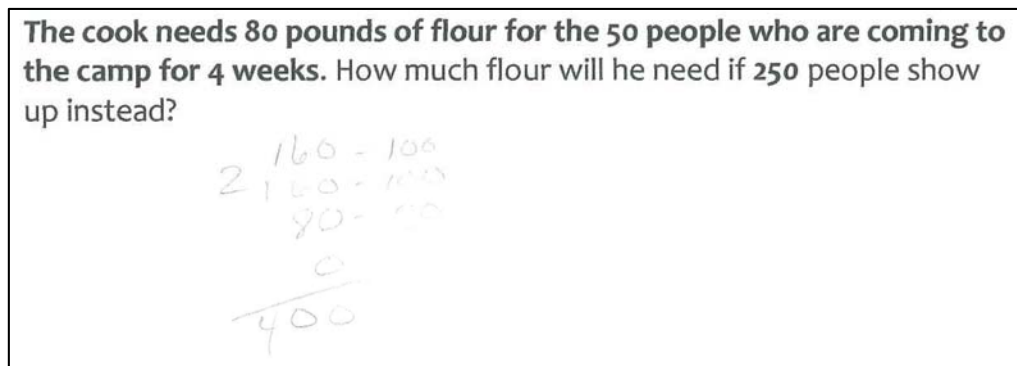 The cook needs 80 pounds of flour for the 50 people who are coming to
the camp for 4 weeks. How much flour will he need if 250 people show
up instead?
160 - 100
2 160 - 100
80 -
0
400